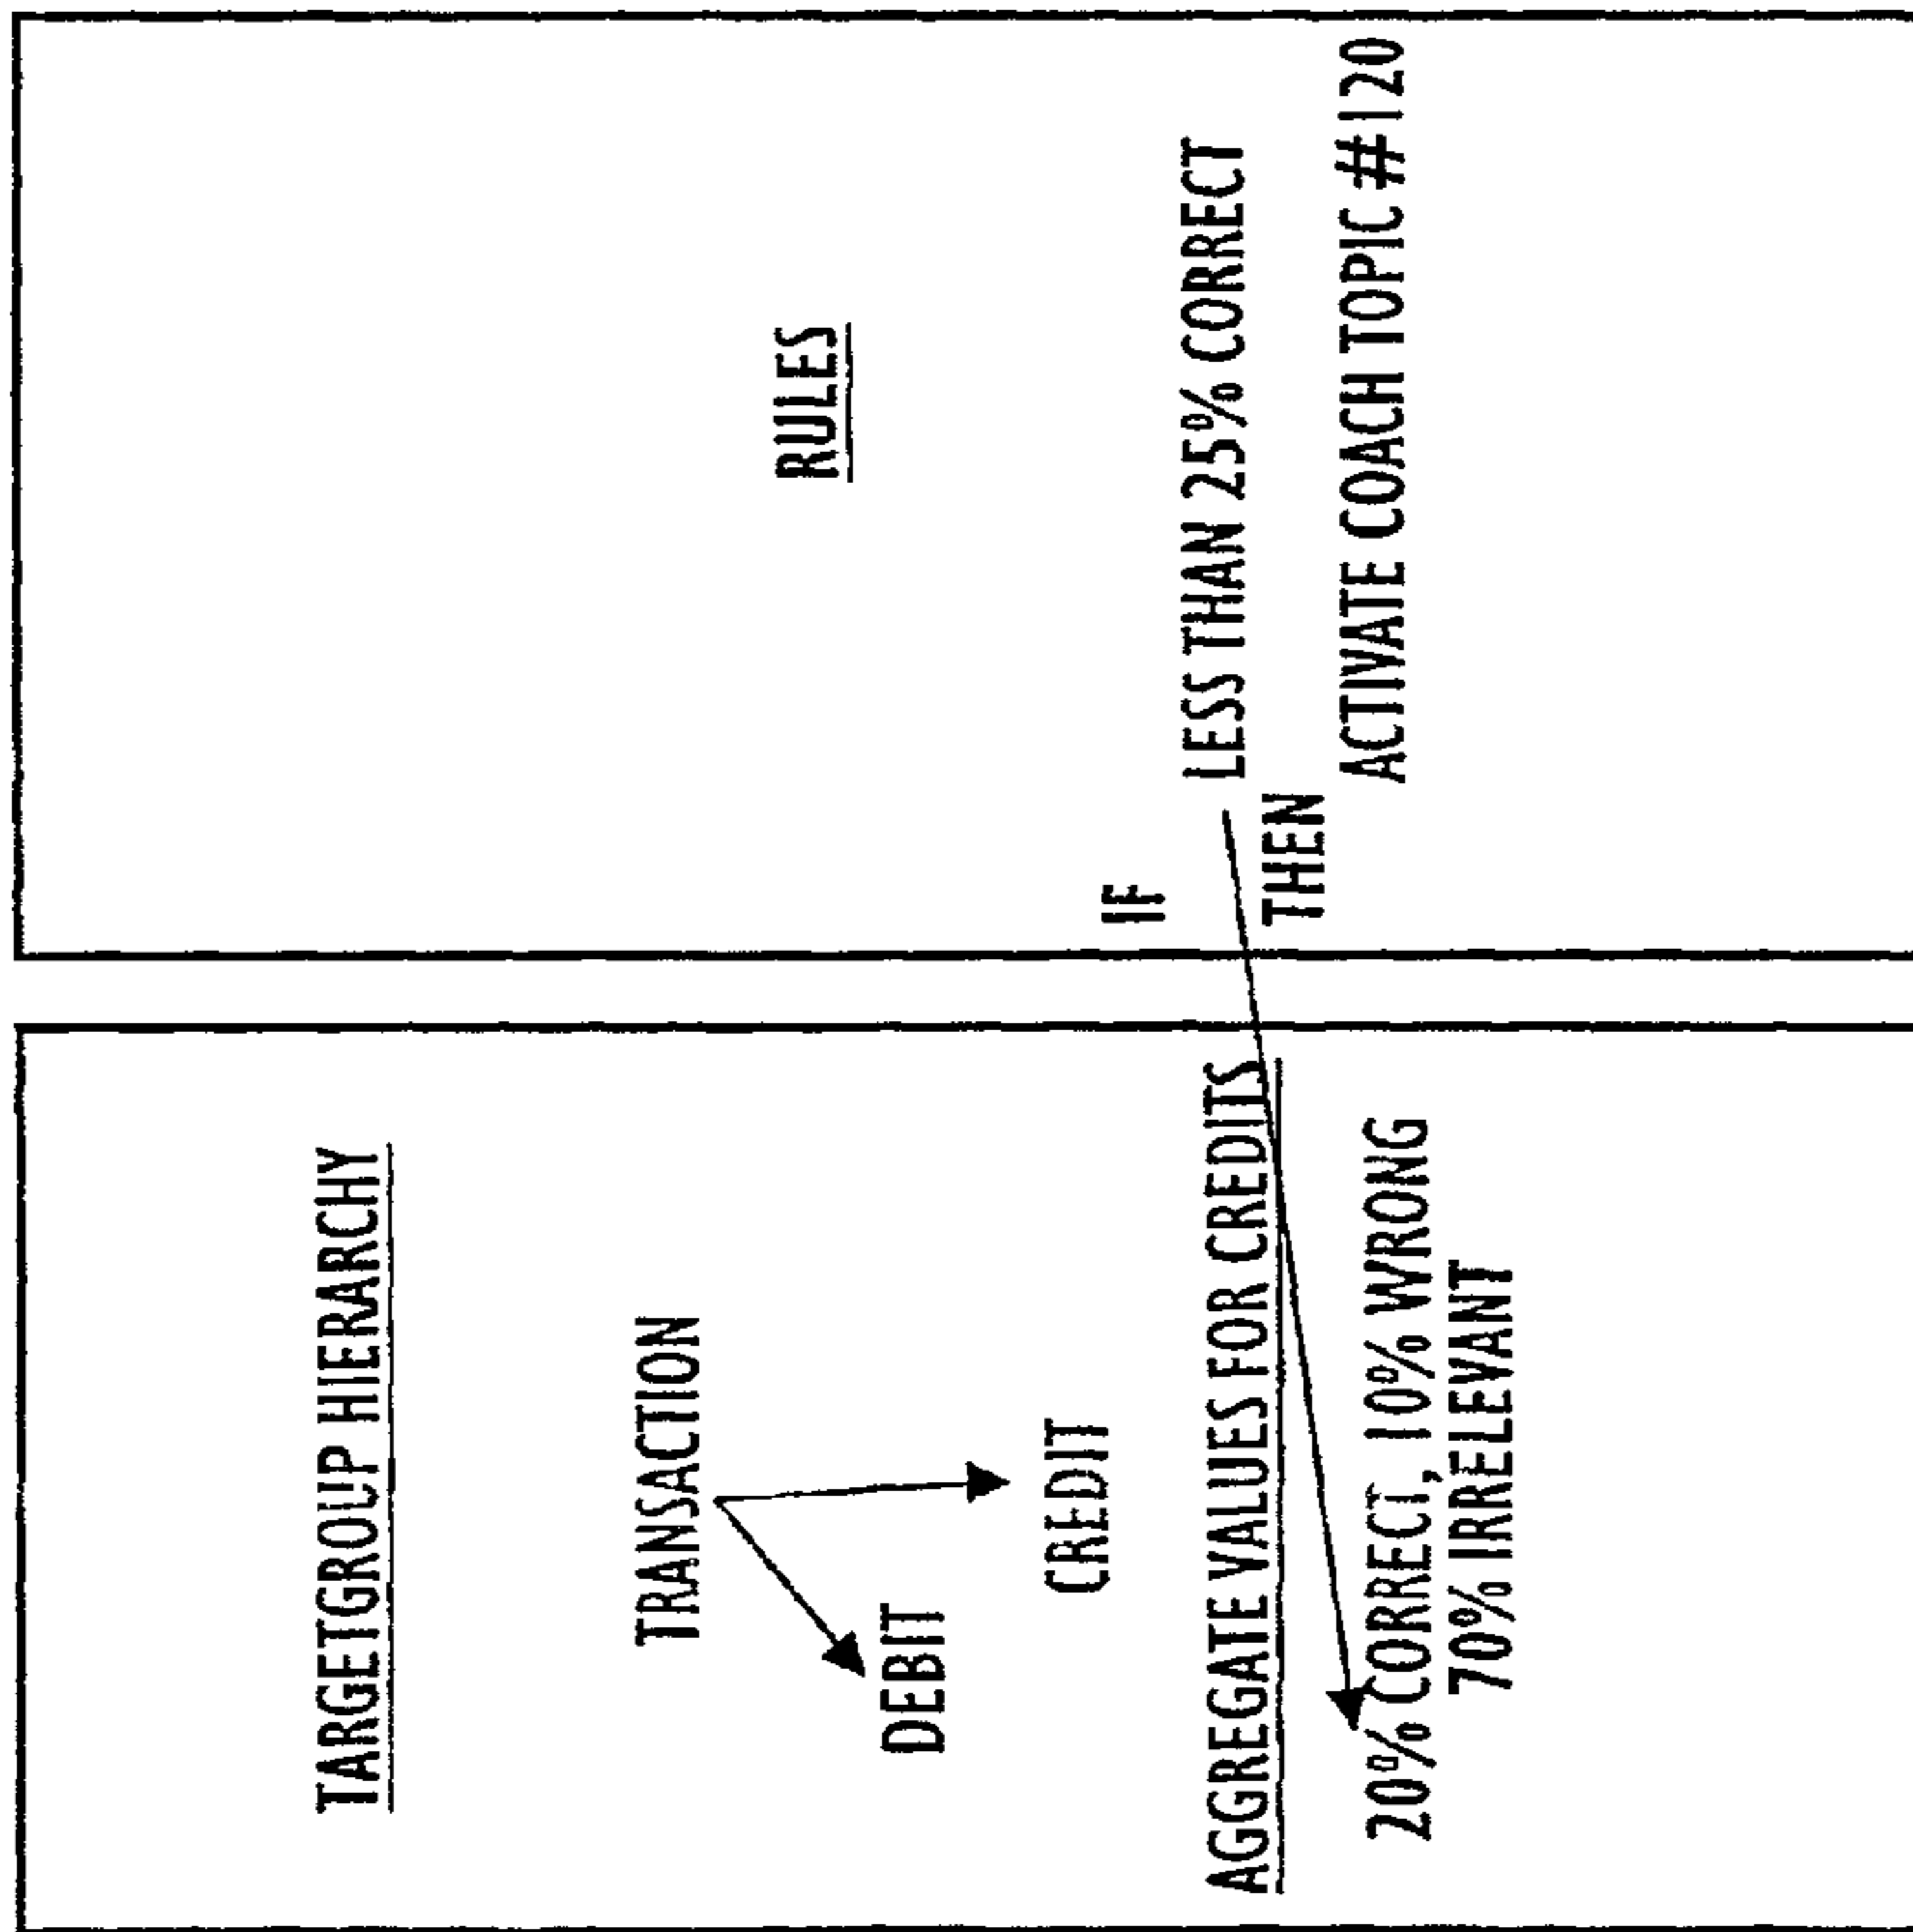 TARGETGROUP HIERARCHY
TRANSACTION
DEBIT
CREDIT
AGGREGATE VALUES FOR CREDITS
20% CORRECT, 10% WRONG
70% IRRELEVANT
RULES
IF
LESS THAN 25% CORRECT
THEN
ACTIVATE COACH TOPIC #120